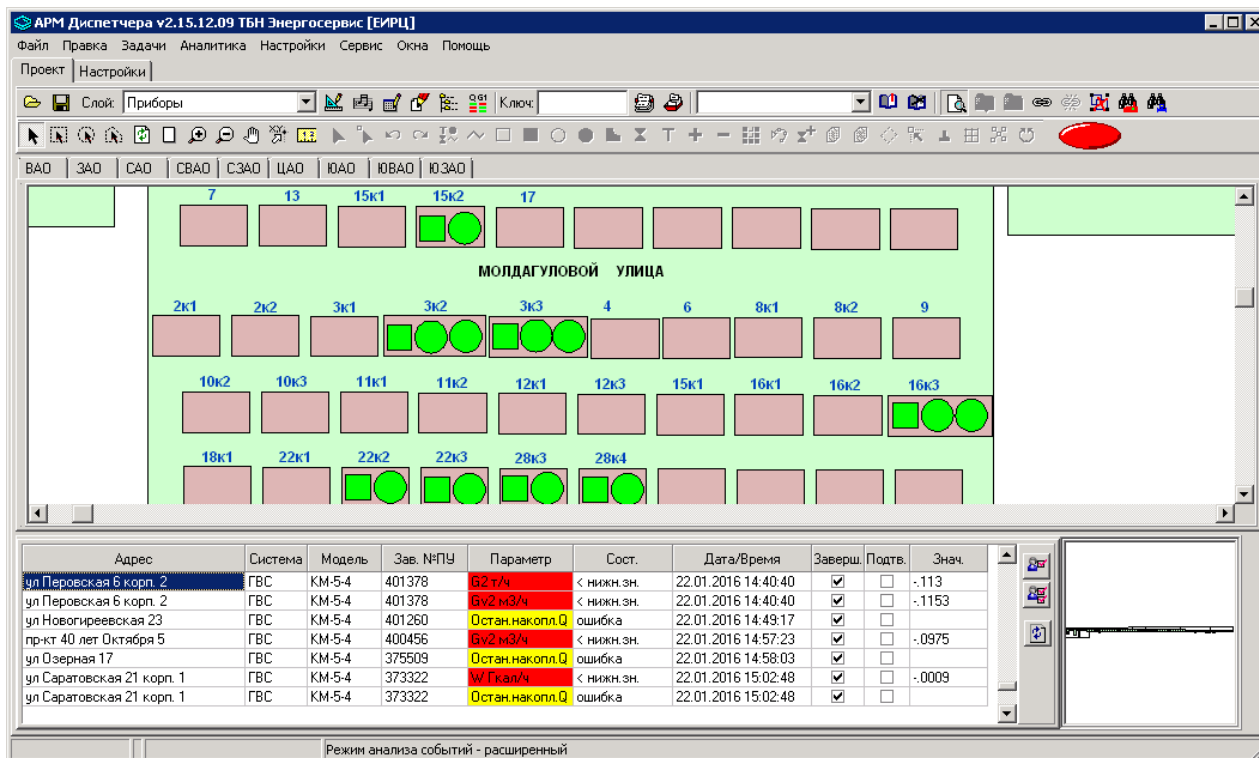 АРМ Диспетчера v2.15.12.09 ТБН Энергосервис [ЕИРЦ]
Файл Правка Задачи Аналитика Настройки Сервис Окна Помощь
Проект Настройки
Слой: Приборы Ключ:
ВАО ЗАО САО СВАО СЗАО ЦАО ЮАО ЮВАО ЮЗАО
7 13 15к1 15к2 17
МОЛДАГУЛОВОЙ УЛИЦА
2к1 2к2 3к1 3к2 3к3 4 6 8к1 8к2 9
10к2 10к3 11к1 11к2 12к1 12к3 15к1 16к1 16к2 16к3
18к1 22к1 22к2 22к3 28к3 28к4
Адрес Система Модель Зав. №ПУ Параметр Сост. Дата/Время Заверш. Подтв. Знач.
ул Перовская 6 корп. 2 ГВС КМ-5-4 401378 G2 т/ч < нижн.зн. 22.01.2016 14:40:40 -.113
ул Перовская 6 корп. 2 ГВС КМ-5-4 401378 Gv2 м3/ч < нижн.зн. 22.01.2016 14:40:40 -.1153
ул Новогиреевская 23 ГВС КМ-5-4 401260 Остан.накопл.Q ошибка 22.01.2016 14:49:17
пр-кт 40 лет Октября 5 ГВС КМ-5-4 400456 Gv2 м3/ч < нижн.зн. 22.01.2016 14:57:23 -.0975
ул Озерная 17 ГВС КМ-5-4 375509 Остан.накопл.Q ошибка 22.01.2016 14:58:03
ул Саратовская 21 корп. 1 ГВС КМ-5-4 373322 W Гкал/ч < нижн.зн. 22.01.2016 15:02:48 -.0009
ул Саратовская 21 корп. 1 ГВС КМ-5-4 373322 Остан.накопл.Q ошибка 22.01.2016 15:02:48
Режим анализа событий - расширенный